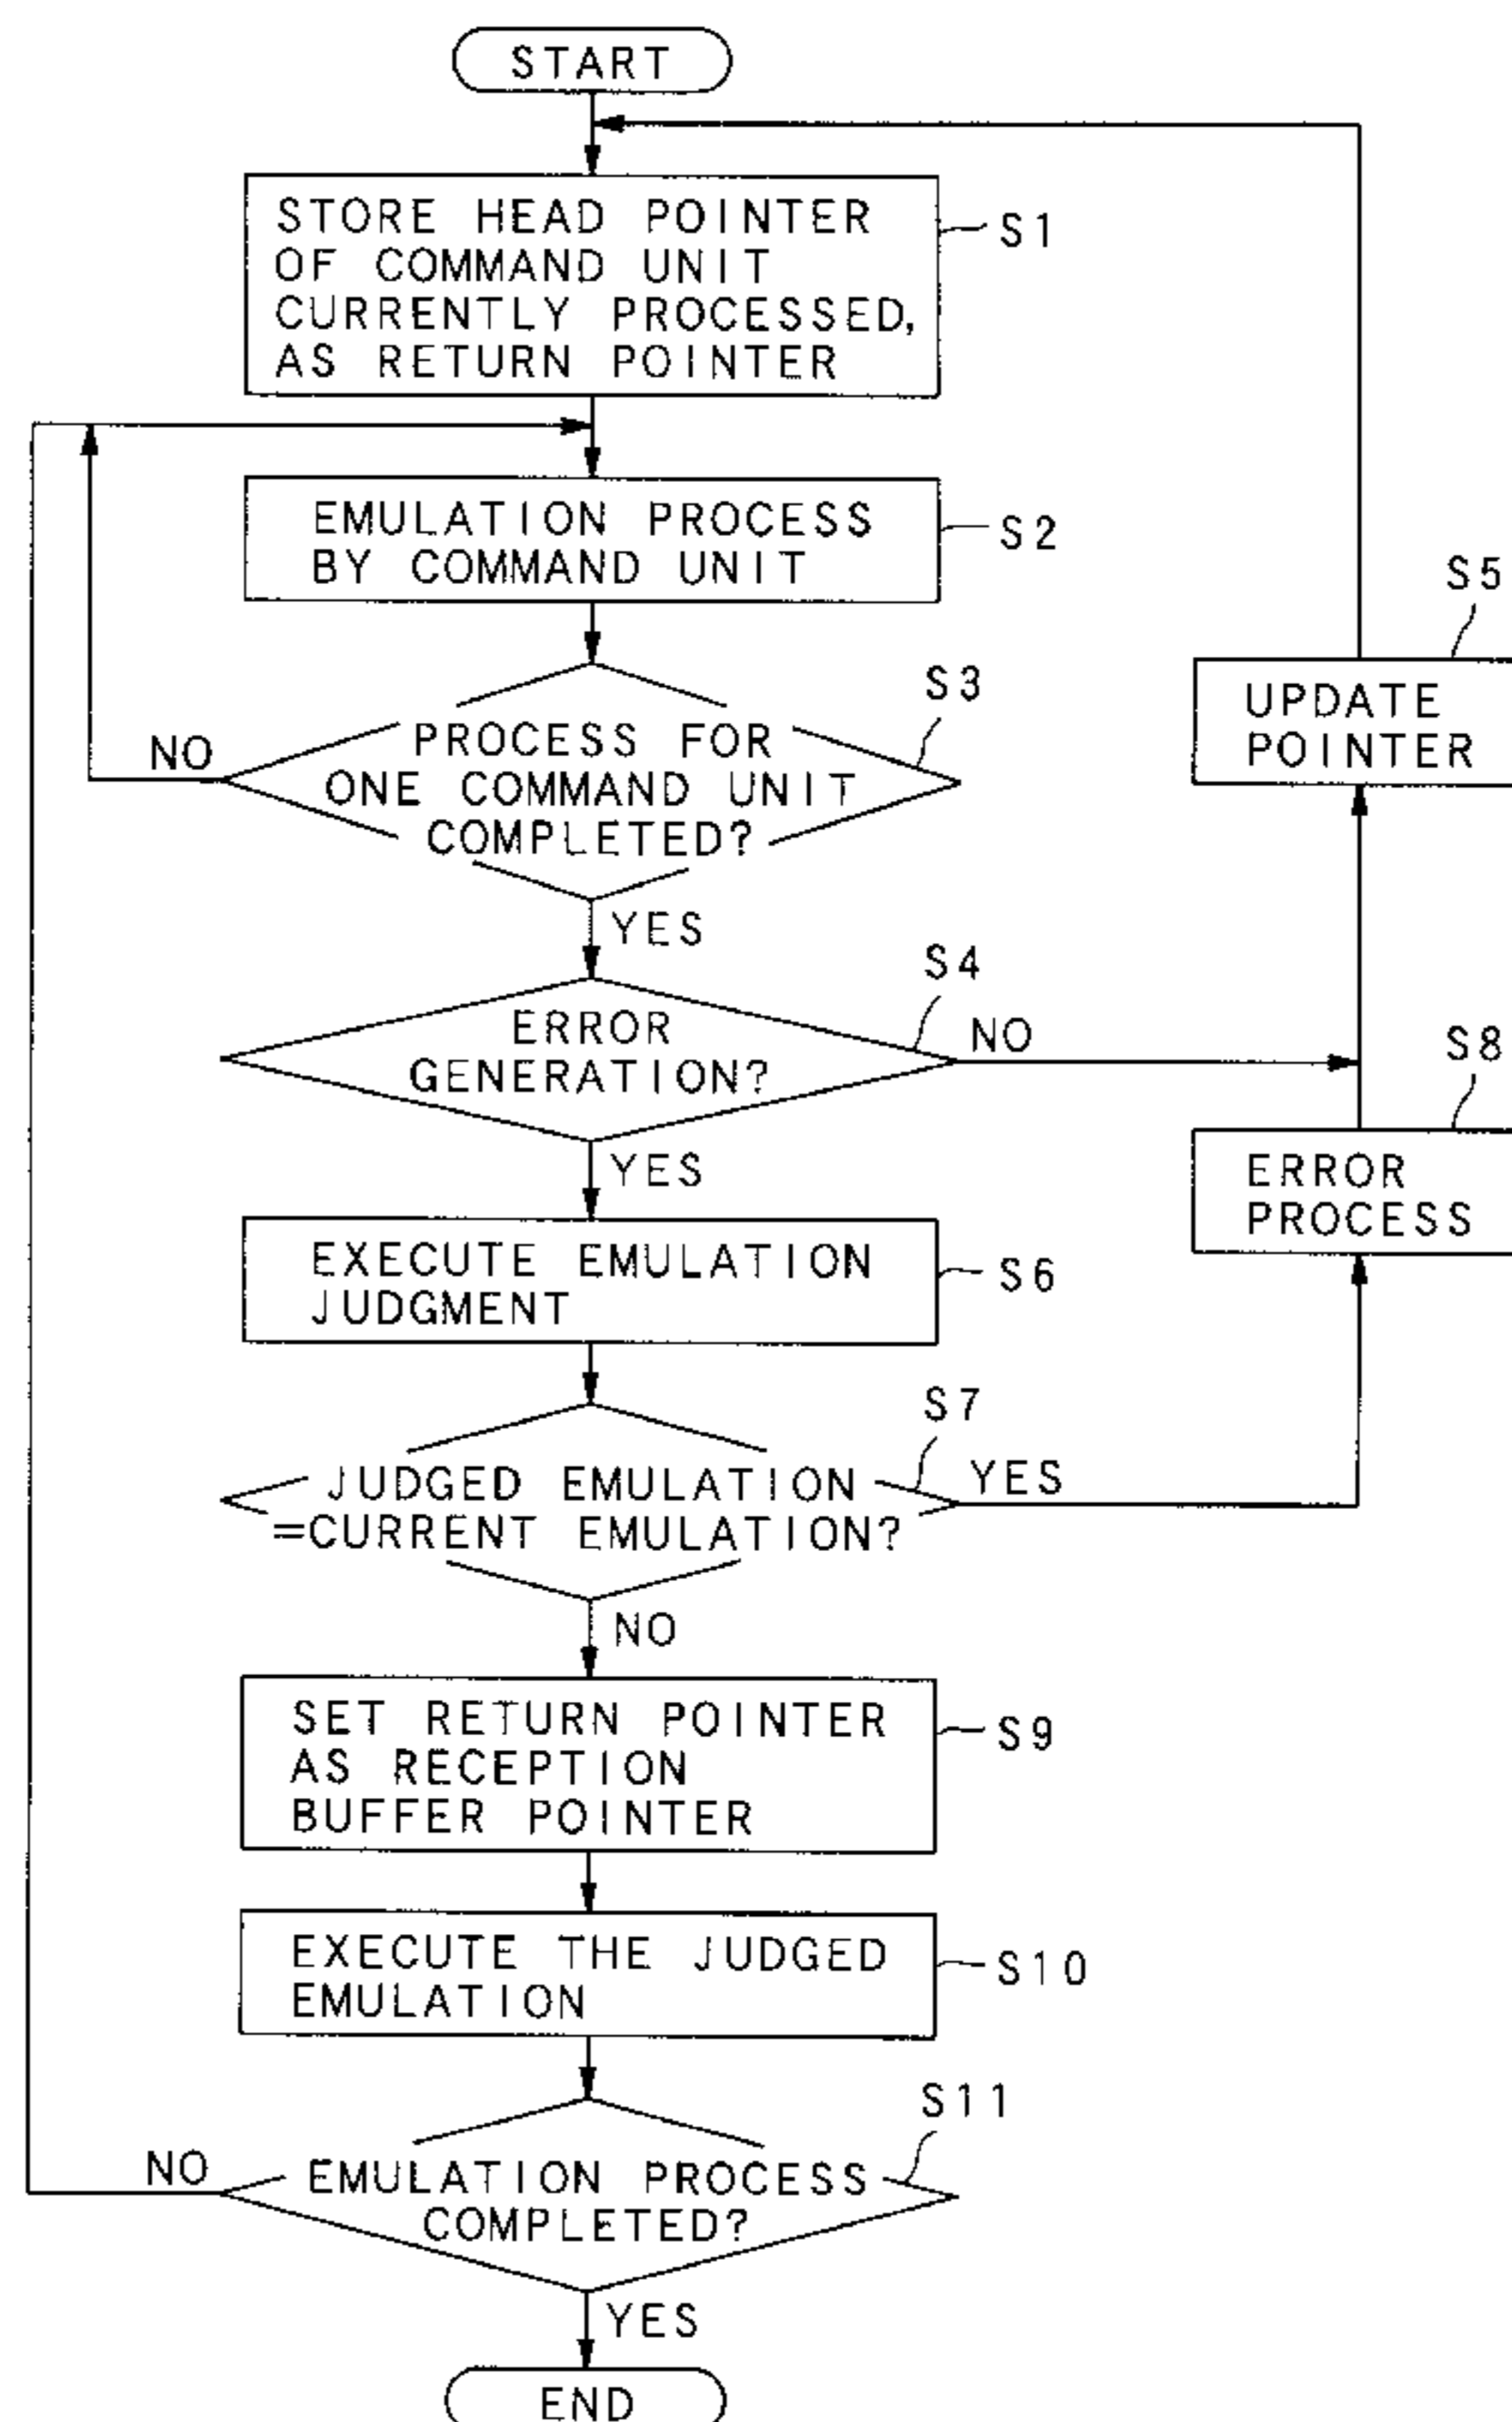 START
STORE HEAD POINTER
OF COMMAND UNIT
CURRENTLY PROCESSED,
AS RETURN POINTER
S1
EMULATION PROCESS
BY COMMAND UNIT
S2
S5
UPDATE
POINTER
S3
PROCESS FOR
ONE COMMAND UNIT
COMPLETED?
NO
YES
S4
ERROR
GENERATION?
NO
YES
S8
ERROR
PROCESS
EXECUTE EMULATION
JUDGMENT
S6
S7
JUDGED EMULATION
=CURRENT EMULATION?
YES
NO
SET RETURN POINTER
AS RECEPTION
BUFFER POINTER
S9
EXECUTE THE JUDGED
EMULATION
S10
S11
EMULATION PROCESS
COMPLETED?
NO
YES
END